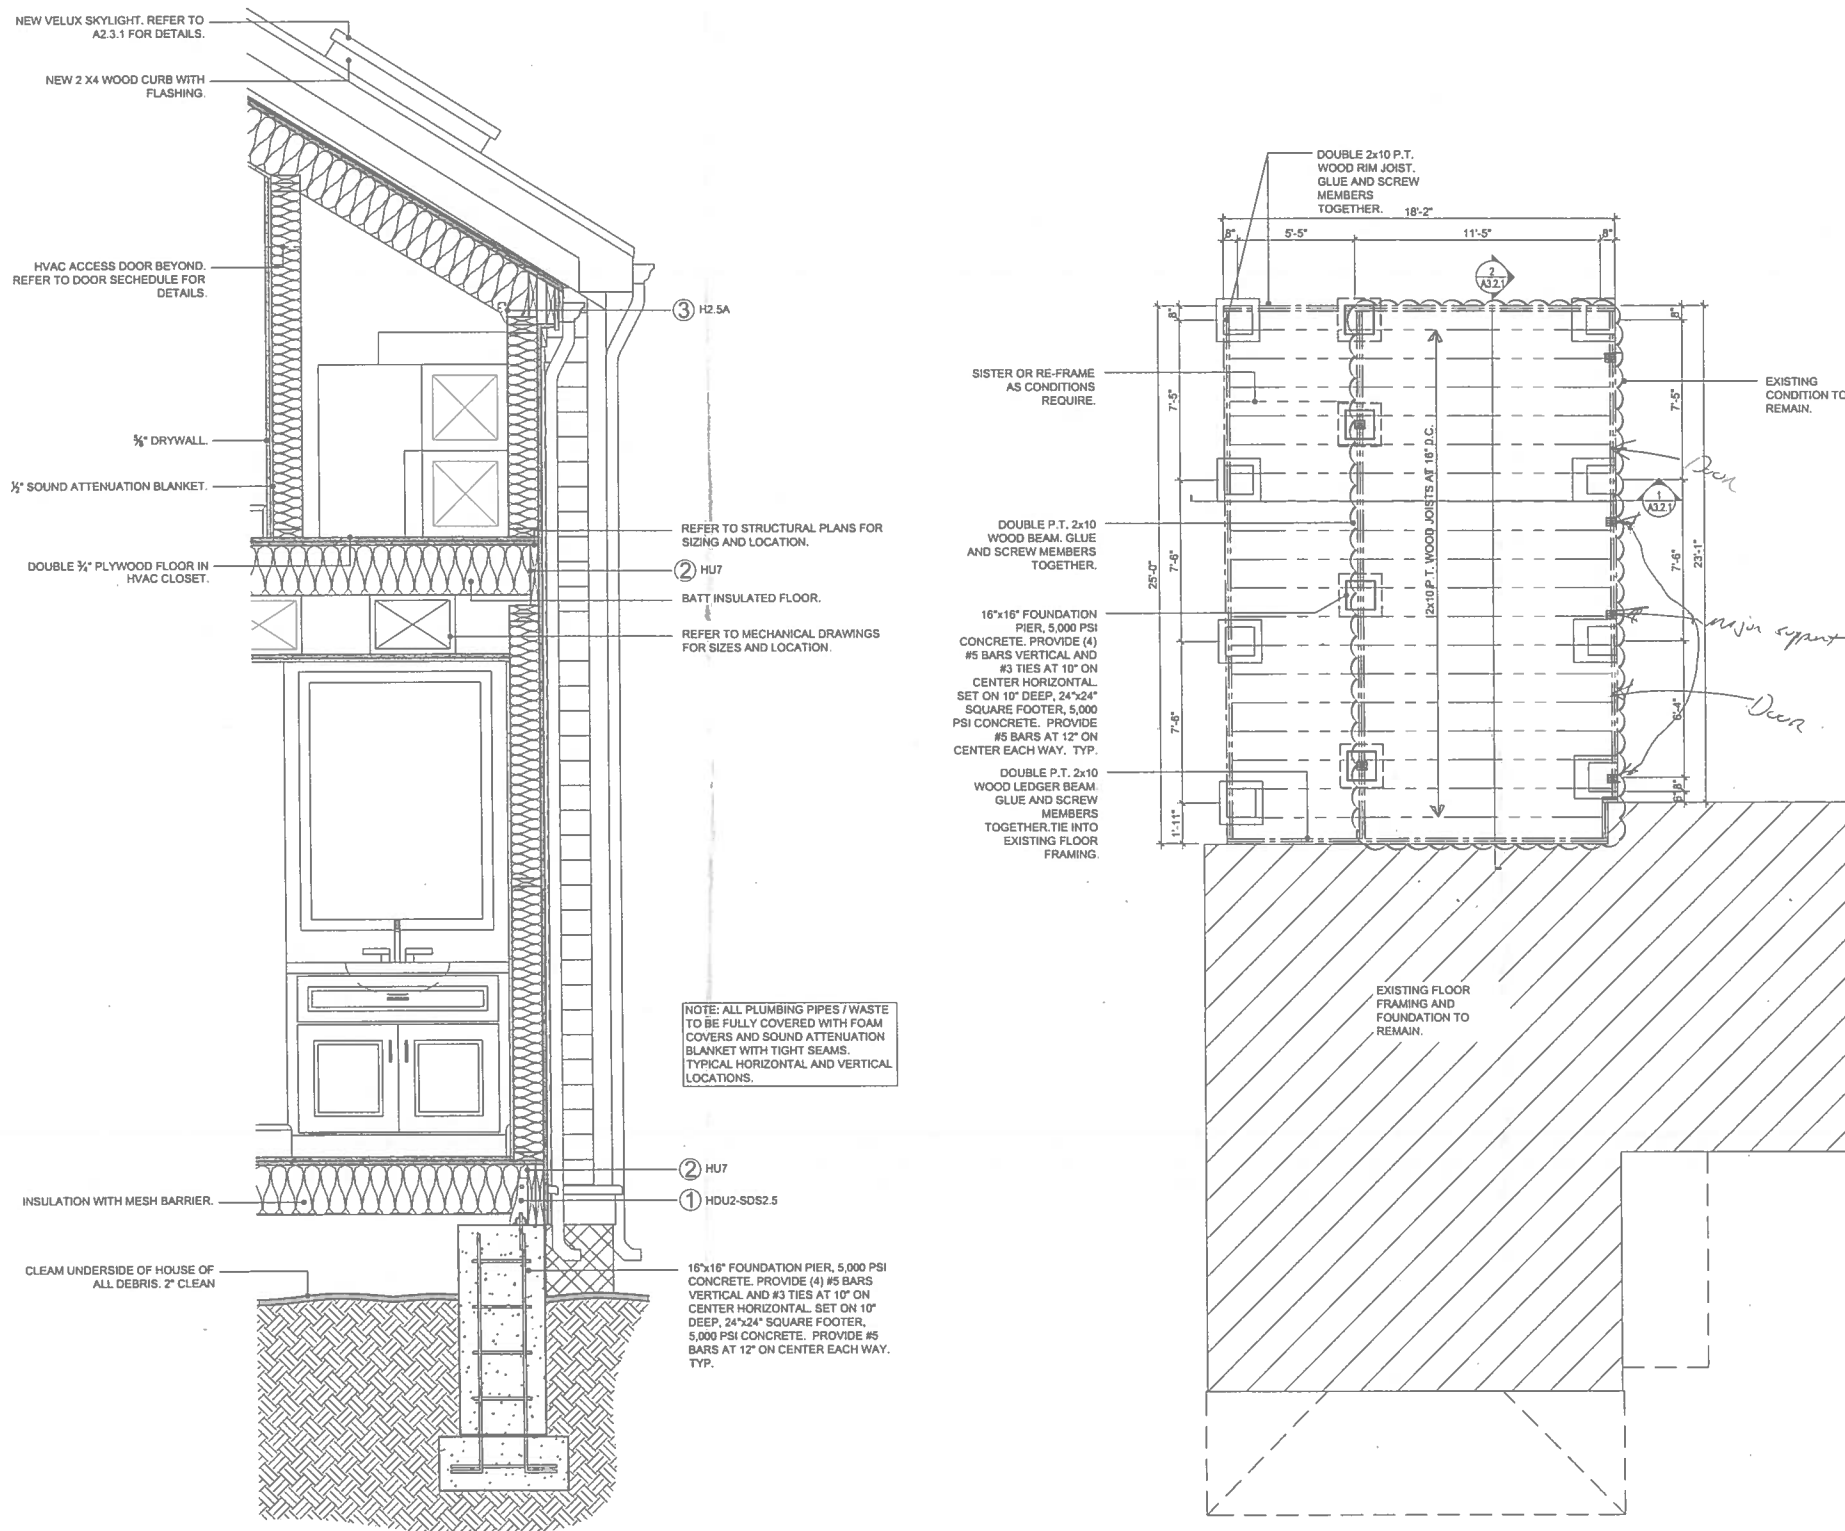 NEW VELUX SKYLIGHT. REFER TO
A2.3.1 FOR DETAILS.
NEW 2 X4 WOOD CURB WITH
FLASHING.
HVAC ACCESS DOOR BEYOND.
REFER TO DOOR SECHEDULE FOR
DETAILS.
⅝" DRYWALL.
½" SOUND ATTENUATION BLANKET.
DOUBLE ¾" PLYWOOD FLOOR IN
HVAC CLOSET.
INSULATION WITH MESH BARRIER.
CLEAM UNDERSIDE OF HOUSE OF
ALL DEBRIS. 2" CLEAN
3 H2.5A
REFER TO STRUCTURAL PLANS FOR
SIZING AND LOCATION.
2 HU7
BATT INSULATED FLOOR.
REFER TO MECHANICAL DRAWINGS
FOR SIZES AND LOCATION.
NOTE: ALL PLUMBING PIPES / WASTE
TO BE FULLY COVERED WITH FOAM
COVERS AND SOUND ATTENUATION
BLANKET WITH TIGHT SEAMS.
TYPICAL HORIZONTAL AND VERTICAL
LOCATIONS.
2 HU7
1 HDU2-SDS2.5
16"x16" FOUNDATION PIER, 5,000 PSI
CONCRETE. PROVIDE (4) #5 BARS
VERTICAL AND #3 TIES AT 10" ON
CENTER HORIZONTAL. SET ON 10"
DEEP, 24"x24" SQUARE FOOTER,
5,000 PSI CONCRETE. PROVIDE #5
BARS AT 12" ON CENTER EACH WAY.
TYP.
DOUBLE 2x10 P.T.
WOOD RIM JOIST.
GLUE AND SCREW
MEMBERS
TOGETHER.
18'-2"
8" 5'-5" 11'-5" 8"
2
A3.2.1
SISTER OR RE-FRAME
AS CONDITIONS
REQUIRE.
DOUBLE P.T. 2x10
WOOD BEAM. GLUE
AND SCREW MEMBERS
TOGETHER.
16"x16" FOUNDATION
PIER, 5,000 PSI
CONCRETE. PROVIDE (4)
#5 BARS VERTICAL AND
#3 TIES AT 10" ON
CENTER HORIZONTAL.
SET ON 10" DEEP, 24"x24"
SQUARE FOOTER, 5,000
PSI CONCRETE. PROVIDE
#5 BARS AT 12" ON
CENTER EACH WAY. TYP.
DOUBLE P.T. 2x10
WOOD LEDGER BEAM.
GLUE AND SCREW
MEMBERS
TOGETHER.TIE INTO
EXISTING FLOOR
FRAMING.
25'-0"
8"
7'-5"
7'-6"
7'-6"
1'-11"
2x10 P.T. WOOD JOISTS AT 16" O.C.
8"
7'-5"
7'-6"
6'-4"
8"
6"
23'-1"
EXISTING
CONDITION TO
REMAIN.
Door
1
A3.2.1
major support
Door
EXISTING FLOOR
FRAMING AND
FOUNDATION TO
REMAIN.